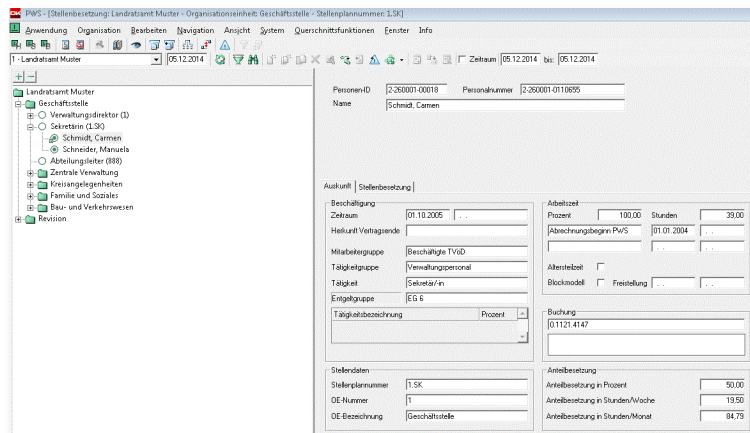 PWS - [Stellenbesetzung: Landratsamt Muster - Organisationseinheit: Geschäftsstelle - Stellenplannummer: 1.SK]
Anwendung Organisation Bearbeiten Navigation Ansicht System Querschnittsfunktionen Fenster Info
1 - Landratsamt Muster 05.12.2014 Zeitraum 05.12.2014 bis: 05.12.2014
Landratsamt Muster
Geschäftsstelle
Verwaltungsdirektor (1)
Sekretärin (1.SK)
Schmidt, Carmen
Schneider, Manuela
Abteilungsleiter (888)
Zentrale Verwaltung
Kreisangelegenheiten
Familie und Soziales
Bau- und Verkehrswesen
Revision
Personen-ID 2-260001-00018 Personalnummer 2-260001-0110655
Name Schmidt, Carmen
Auskunft Stellenbesetzung
Beschäftigung
Zeitraum 01.10.2005 . .
Herkunft Vertragsende
Mitarbeitergruppe Beschäftigte TVöD
Tätigkeitgruppe Verwaltungspersonal
Tätigkeit Sekretär/-in
Entgeltgruppe EG 6
Tätigkeitsbezeichnung Prozent
Stellendaten
Stellenplannummer 1.SK
OE-Nummer 1
OE-Bezeichnung Geschäftsstelle
Arbeitszeit
Prozent 100,00 Stunden 39,00
Abrechnungsbeginn PWS 01.01.2004 . .
. . . .
Altersteilzeit
Blockmodell Freistellung . . . .
Buchung
0.1121.4147
Anteilbesetzung
Anteilbesetzung in Prozent 50,00
Anteilbesetzung in Stunden/Woche 19,50
Anteilbesetzung in Stunden/Monat 84,79